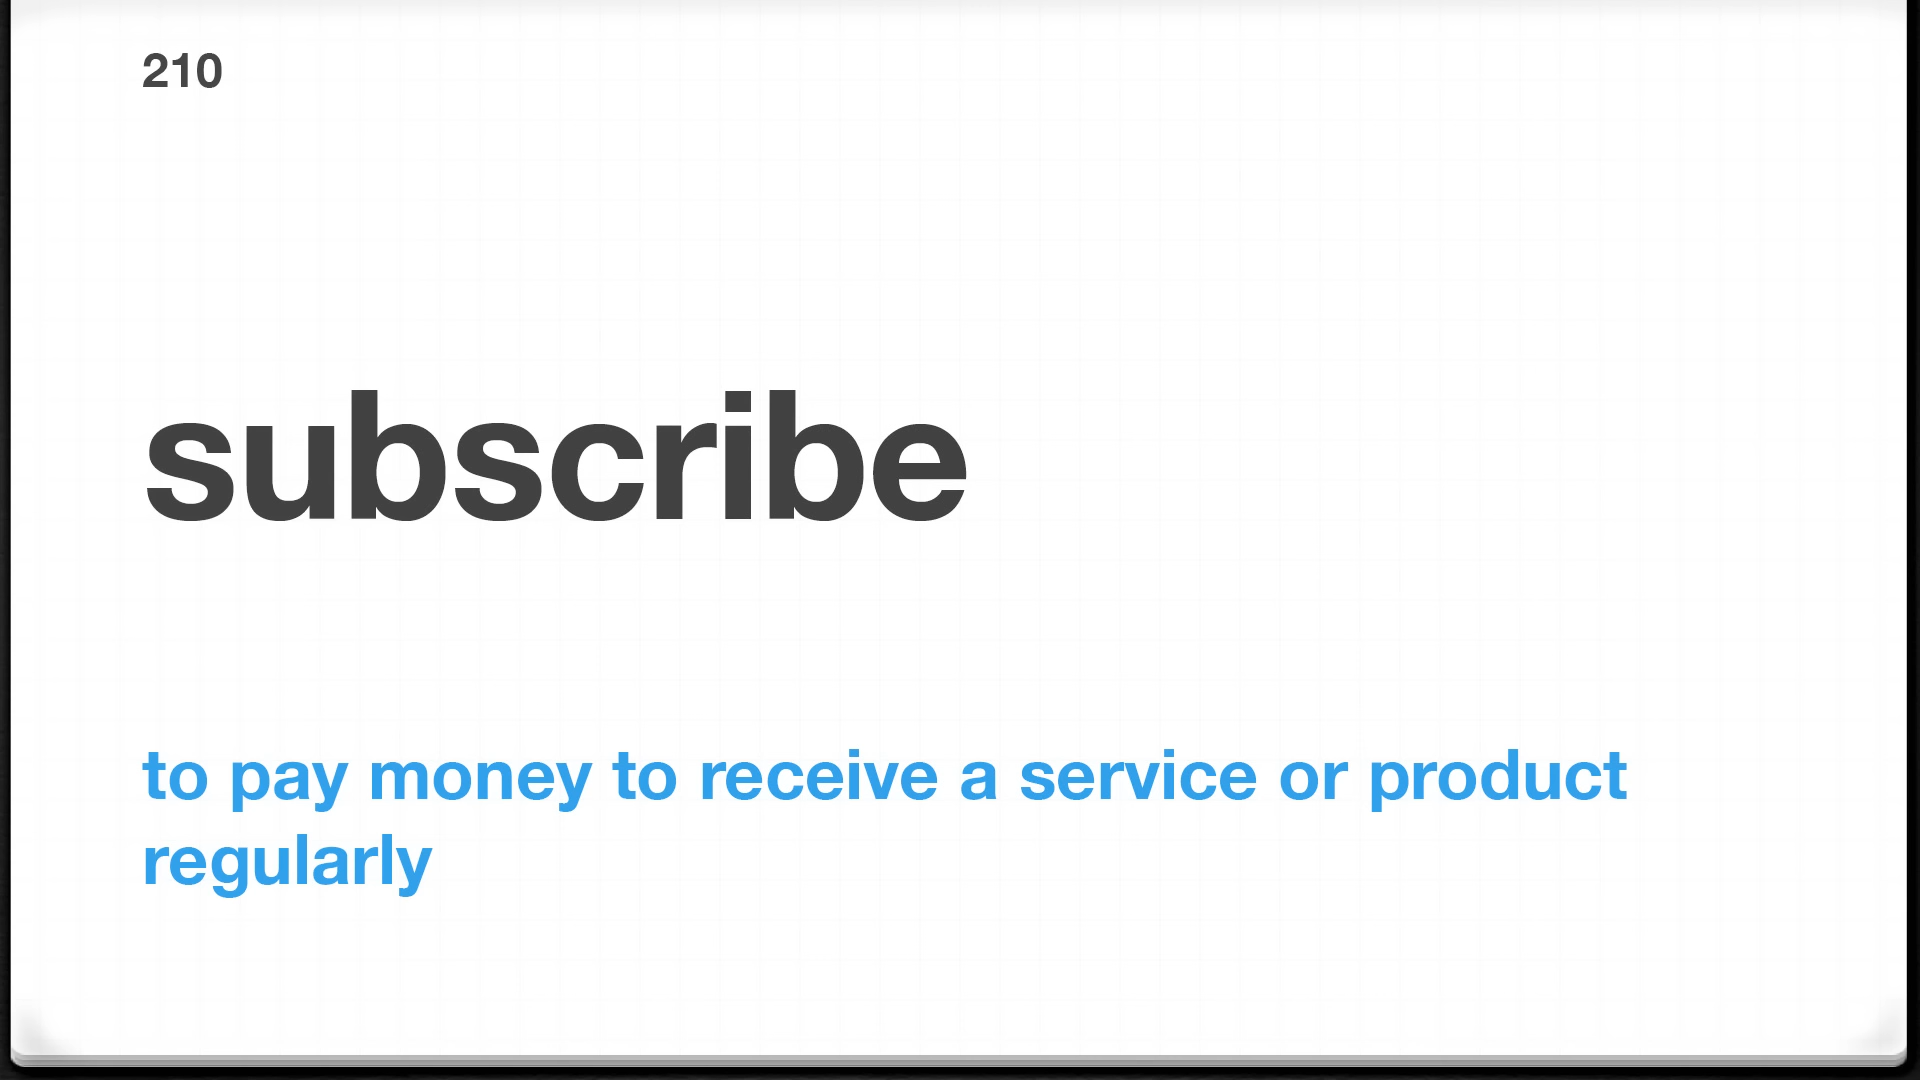 210
subscribe
to pay money to receive a service or product
regularly